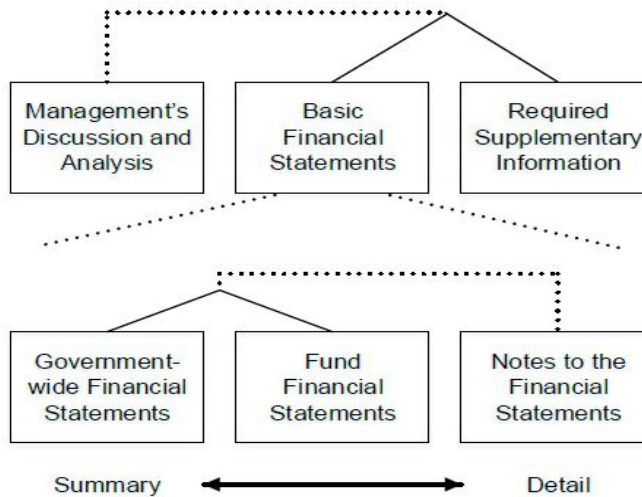 Management's
Discussion and
Analysis
Basic
Financial
Statements
Required
Supplementary
Information
Government-
wide Financial
Statements
Fund
Financial
Statements
Notes to the
Financial
Statements
Summary
Detail